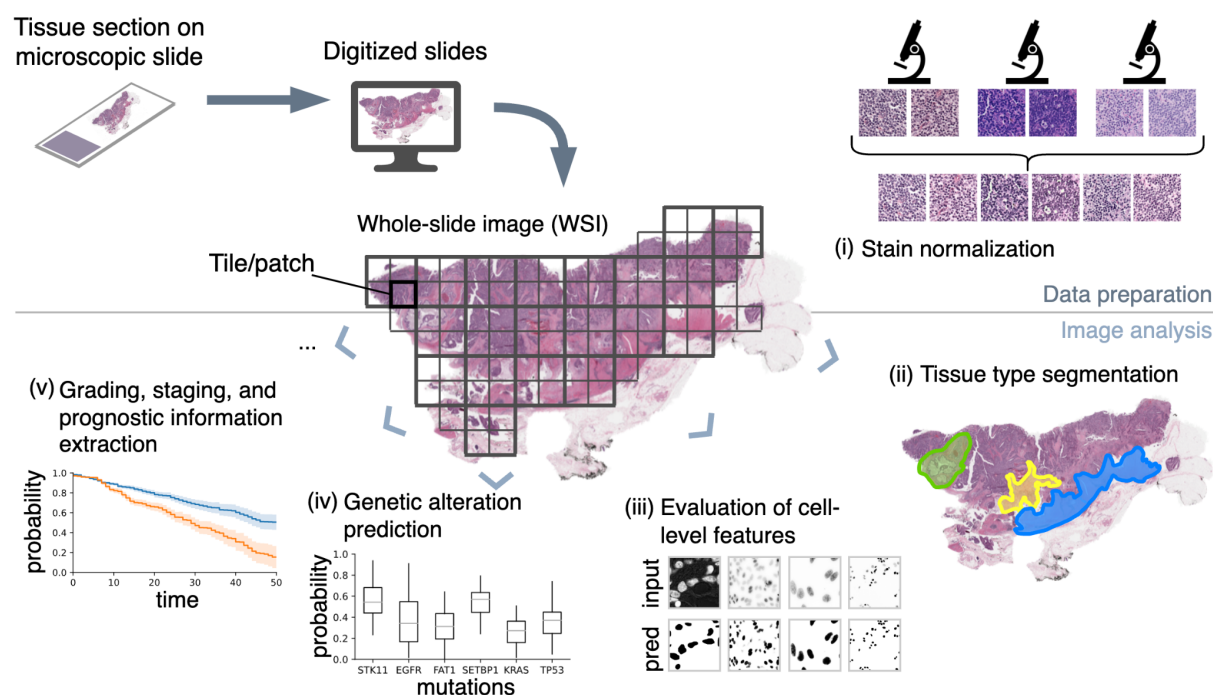 Tissue section on
microscopic slide
Digitized slides
Whole-slide image (WSI)
Tile/patch
(i) Stain normalization
Data preparation
Image analysis
...
(ii) Tissue type segmentation
(v) Grading, staging, and
prognostic information
extraction
probability
1.0
0.8
0.6
0.4
0.2
0.0
0 10 20 30 40 50
time
(iv) Genetic alteration
prediction
probability
1.0
0.8
0.6
0.4
0.2
0.0
STK11 EGFR FAT1 SETBP1 KRAS TP53
mutations
(iii) Evaluation of cell-
level features
input
pred